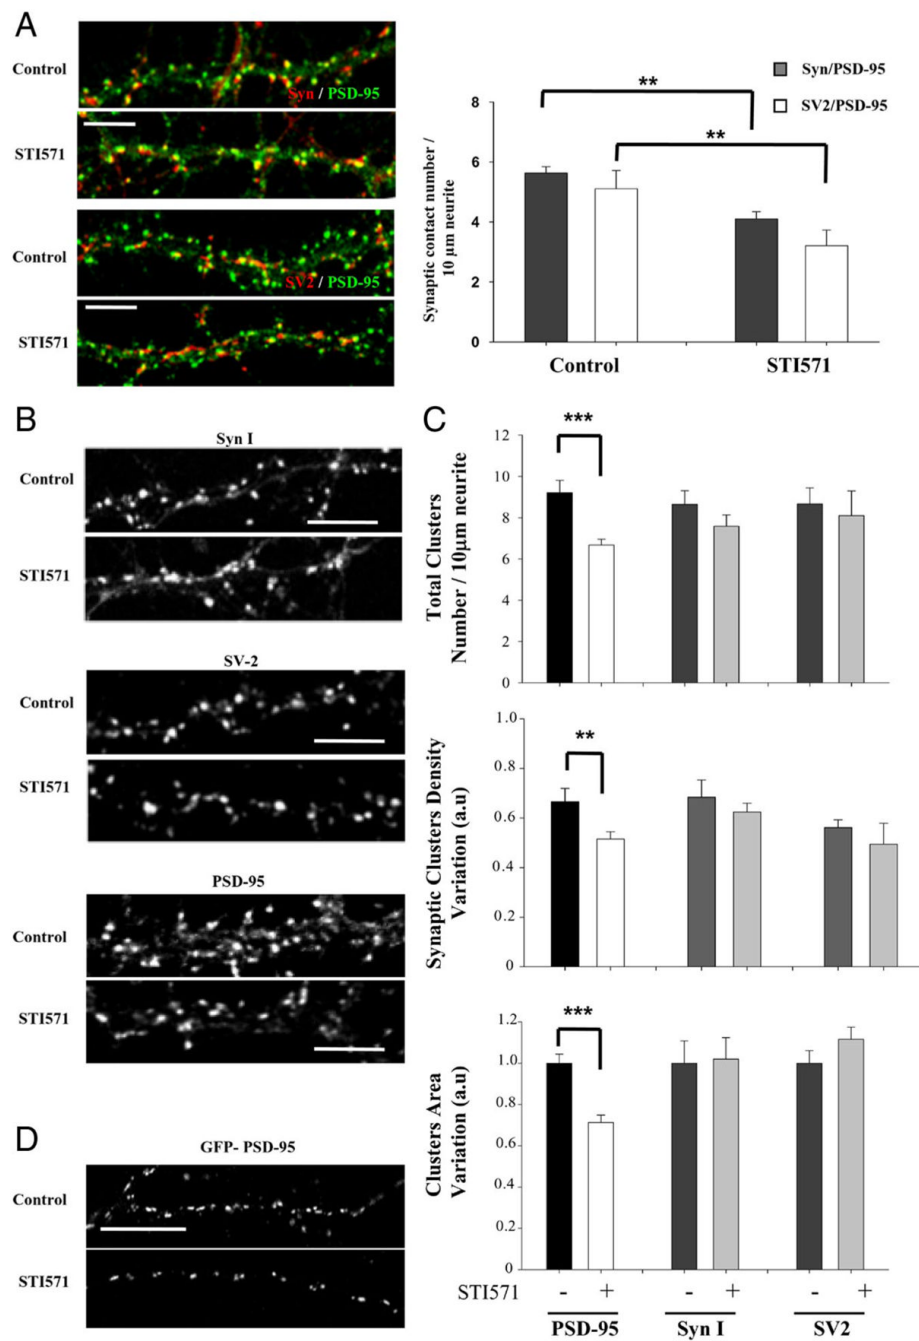 A
Control
Syn / PSD-95
STI571
Control
SV2 / PSD-95
STI571
Syn/PSD-95
SV2/PSD-95
**
**
Synaptic contact number /
10 µm neurite
8
6
4
2
0
Control
STI571
B
Syn I
Control
STI571
SV-2
Control
STI571
PSD-95
Control
STI571
C
Total Clusters
Number / 10µm neurite
12
10
8
6
4
2
0
***
Synaptic Clusters Density
Variation (a.u)
1.0
0.8
0.6
0.4
0.2
0
**
Clusters Area
Variation (a.u)
1.2
1.0
0.8
0.6
0.4
0.2
0
***
STI571 - + - + - +
PSD-95 Syn I SV2
D
GFP- PSD-95
Control
STI571